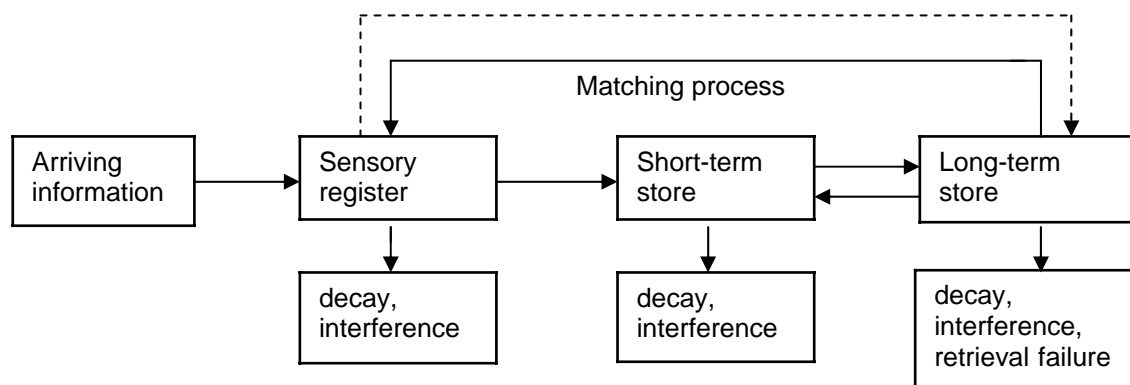 Matching process
Arriving
information
Sensory
register
Short-term
store
Long-term
store
decay,
interference
decay,
interference
decay,
interference,
retrieval failure